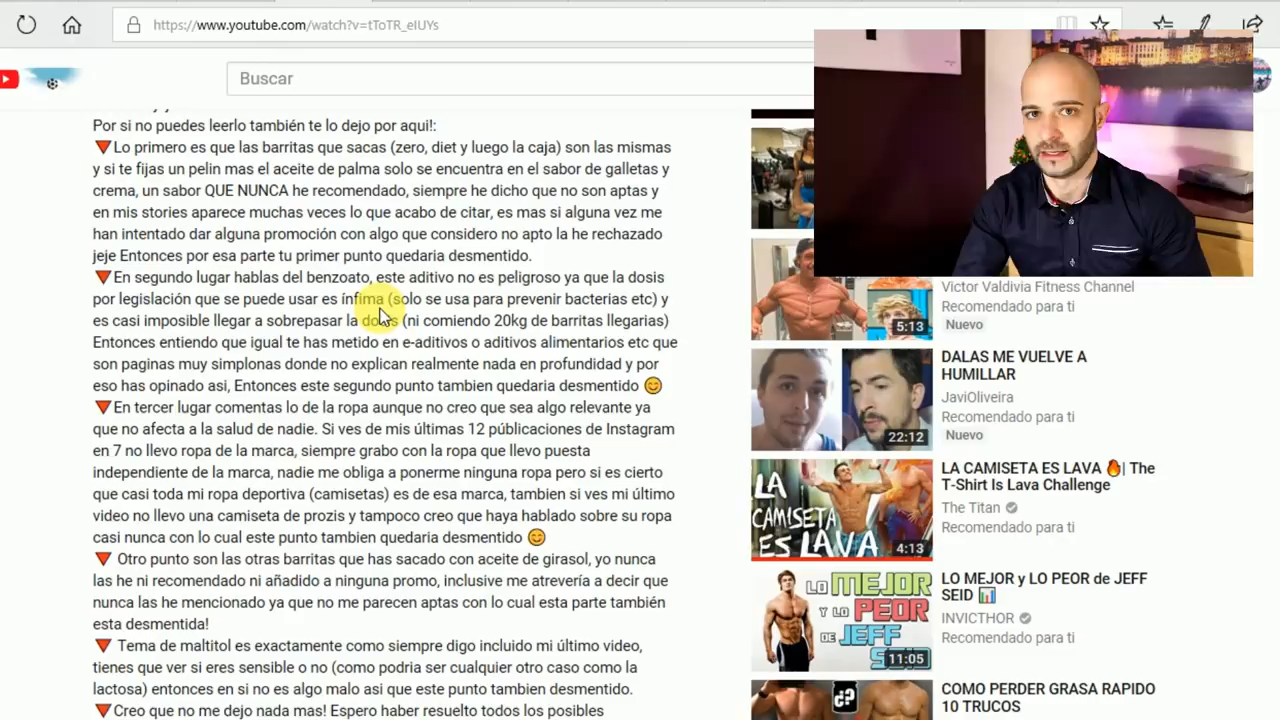 https://www.youtube.com/watch?v=tToTR_eIUYs
Buscar
Por si no puedes leerlo también te lo dejo por aqui!:
🔻Lo primero es que las barritas que sacas (zero, diet y luego la caja) son las mismas
y si te fijas un pelin mas el aceite de palma solo se encuentra en el sabor de galletas y
crema, un sabor QUE NUNCA he recomendado, siempre he dicho que no son aptas y
en mis stories aparece muchas veces lo que acabo de citar, es mas si alguna vez me
han intentado dar alguna promoción con algo que considero no apto la he rechazado
jeje Entonces por esa parte tu primer punto quedaria desmentido.
🔻En segundo lugar hablas del benzoato, este aditivo no es peligroso ya que la dosis
por legislación que se puede usar es ínfima (solo se usa para prevenir bacterias etc) y
es casi imposible llegar a sobrepasar la dosis (ni comiendo 20kg de barritas llegarias)
Entonces entiendo que igual te has metido en e-aditivos o aditivos alimentarios etc que
son paginas muy simplonas donde no explican realmente nada en profundidad y por
eso has opinado asi, Entonces este segundo punto tambien quedaria desmentido 😊
🔻En tercer lugar comentas lo de la ropa aunque no creo que sea algo relevante ya
que no afecta a la salud de nadie. Si ves de mis últimas 12 públicaciones de Instagram
en 7 no llevo ropa de la marca, siempre grabo con la ropa que llevo puesta
independiente de la marca, nadie me obliga a ponerme ninguna ropa pero si es cierto
que casi toda mi ropa deportiva (camisetas) es de esa marca, tambien si ves mi último
video no llevo una camiseta de prozis y tampoco creo que haya hablado sobre su ropa
casi nunca con lo cual este punto tambien quedaria desmentido 😊
🔻 Otro punto son las otras barritas que has sacado con aceite de girasol, yo nunca
las he ni recomendado ni añadido a ninguna promo, inclusive me atrevería a decir que
nunca las he mencionado ya que no me parecen aptas con lo cual esta parte también
esta desmentida!
🔻 Tema del maltitol es exactamente como siempre digo incluido mi último video,
tienes que ver si eres sensible o no (como podria ser cualquier otro caso como la
lactosa) entonces en si no es algo malo asi que este punto tambien desmentido.
🔻Creo que no me dejo nada mas! Espero haber resuelto todos los posibles
Victor Valdivia Fitness Channel
Recomendado para ti
Nuevo
5:13
DALAS ME VUELVE A
HUMILLAR
JaviOliveira
Recomendado para ti
Nuevo
22:12
LA CAMISETA ES LAVA 🔥| The
T-Shirt Is Lava Challenge
The Titan
Recomendado para ti
LA
CAMISETA
ES LAVA
4:13
LO MEJOR y LO PEOR de JEFF
SEID 📊
INVICTHOR
Recomendado para ti
LO MEJOR
Y LO PEOR
DE JEFF
SEID
11:05
COMO PERDER GRASA RAPIDO
10 TRUCOS
¿?